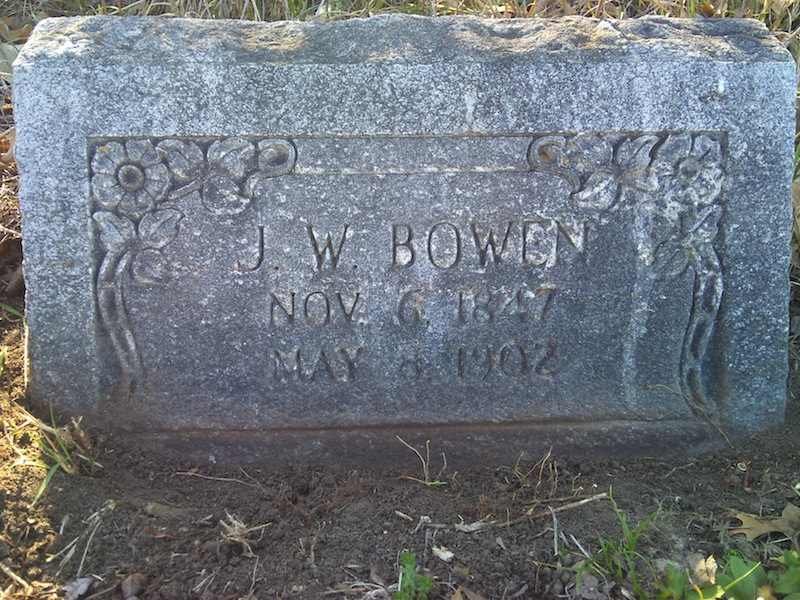 J. W. BOWEN
NOV. 6, 1847
MAY 8, 1902